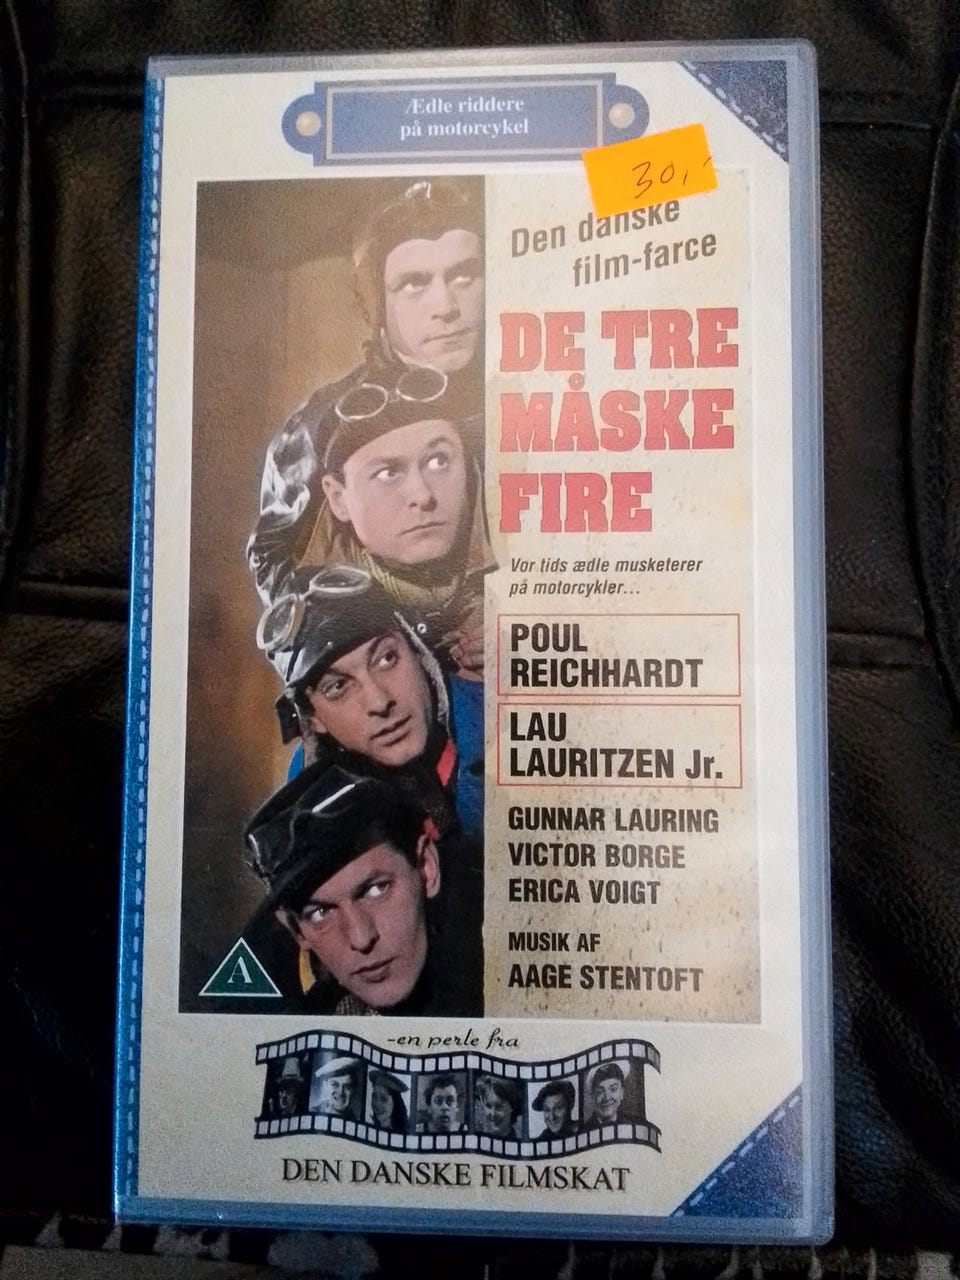 Ædle riddere
på motorcykel
30,-
Den danske
film-farce
DE TRE
MÅSKE
FIRE
Vor tids ædle musketerer
på motorcykler...
POUL
REICHHARDT
LAU
LAURITZEN Jr.
GUNNAR LAURING
VICTOR BORGE
ERICA VOIGT
MUSIK AF
AAGE STENTOFT
A
-en perle fra
DEN DANSKE FILMSKAT